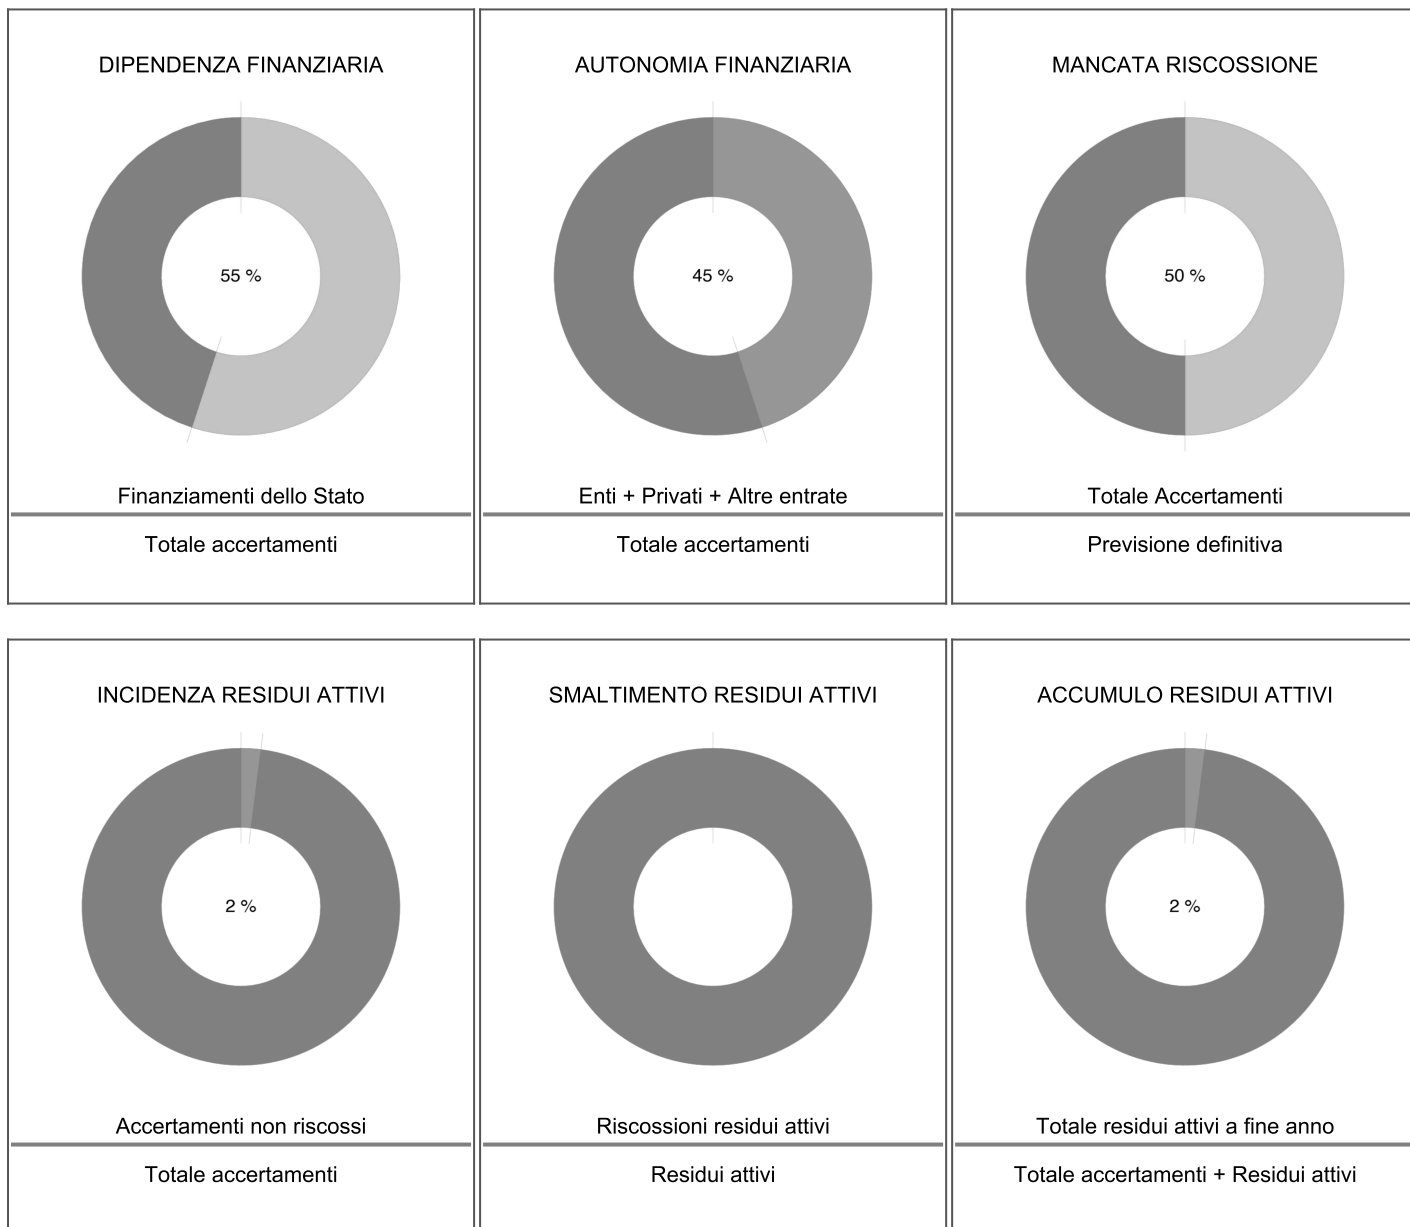 DIPENDENZA FINANZIARIA
55 %
Finanziamenti dello Stato
Totale accertamenti
AUTONOMIA FINANZIARIA
45 %
Enti + Privati + Altre entrate
Totale accertamenti
MANCATA RISCOSSIONE
50 %
Totale Accertamenti
Previsione definitiva
INCIDENZA RESIDUI ATTIVI
2 %
Accertamenti non riscossi
Totale accertamenti
SMALTIMENTO RESIDUI ATTIVI
Riscossioni residui attivi
Residui attivi
ACCUMULO RESIDUI ATTIVI
2 %
Totale residui attivi a fine anno
Totale accertamenti + Residui attivi